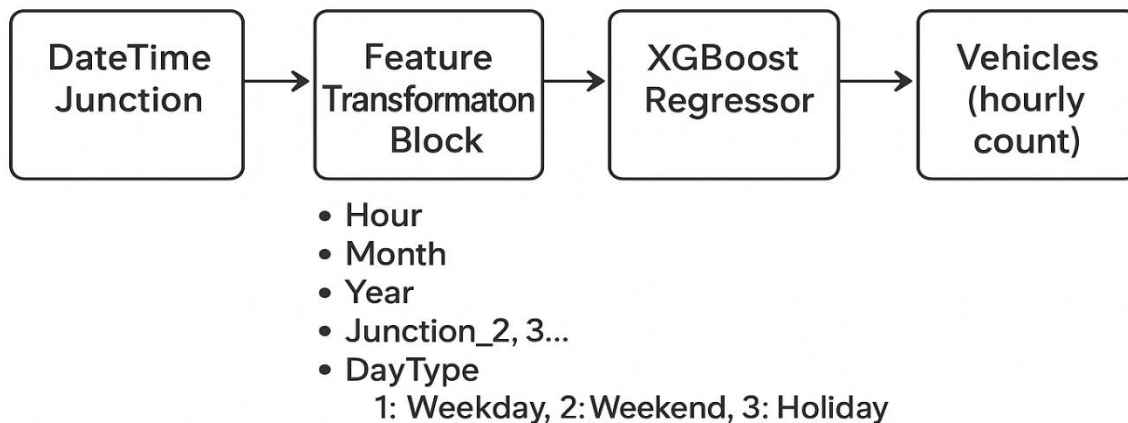 DateTime
Junction
Feature
Transformaton
Block
XGBoost
Regressor
Vehicles
(hourly
count)
• Hour
• Month
• Year
• Junction_2, 3...
• DayType
1: Weekday, 2: Weekend, 3: Holiday